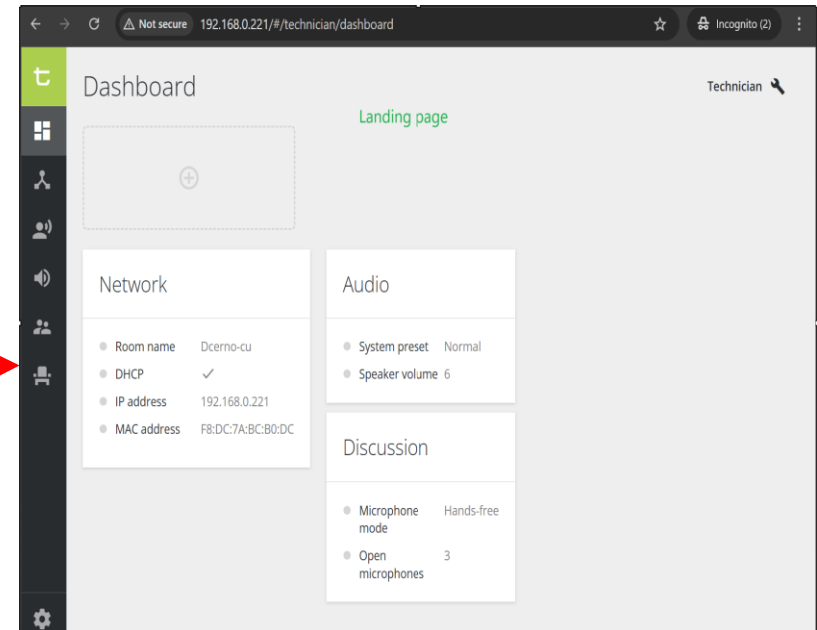 Not secure 192.168.0.221/#/technician/dashboard Incognito (2)
t
Dashboard
Technician
Landing page
Network
Room name Dcerno-cu
DHCP
IP address 192.168.0.221
MAC address F8:DC:7A:BC:B0:DC
Audio
System preset Normal
Speaker volume 6
Discussion
Microphone mode Hands-free
Open microphones 3